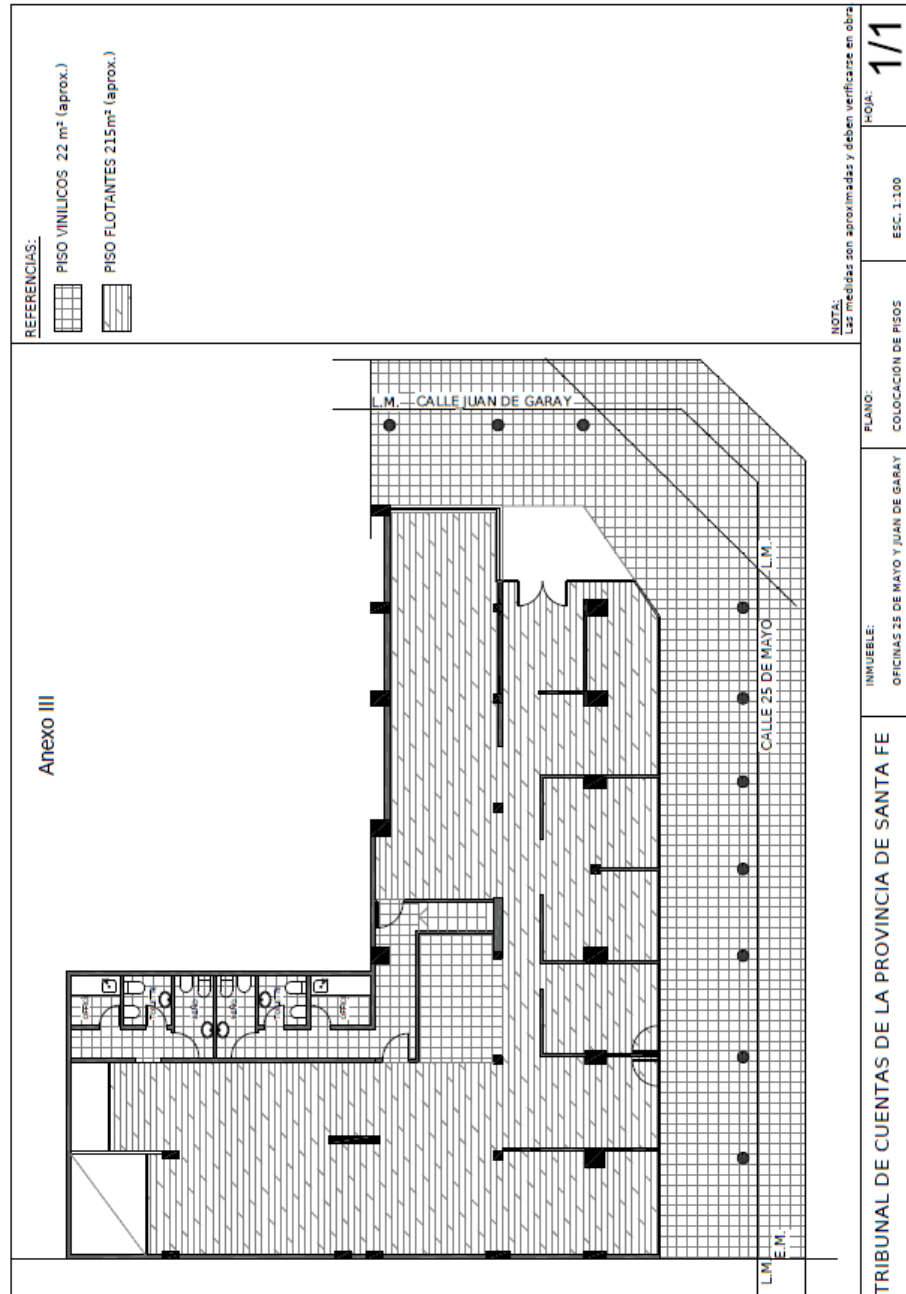 Anexo III
REFERENCIAS:
PISO VINILICOS 22 m² (aprox.)
PISO FLOTANTES 215m² (aprox.)
L.M.
CALLE JUAN DE GARAY
CALLE 25 DE MAYO
L.M.
L.M.
E.M.
OFFICE
OFFICE
NOTA:
Las medidas son aproximadas y deben verificarse en obra.
TRIBUNAL DE CUENTAS DE LA PROVINCIA DE SANTA FE
INMUEBLE:
OFICINAS 25 DE MAYO Y JUAN DE GARAY
PLANO:
COLOCACIÓN DE PISOS
ESC. 1:100
HOJA:
1/1